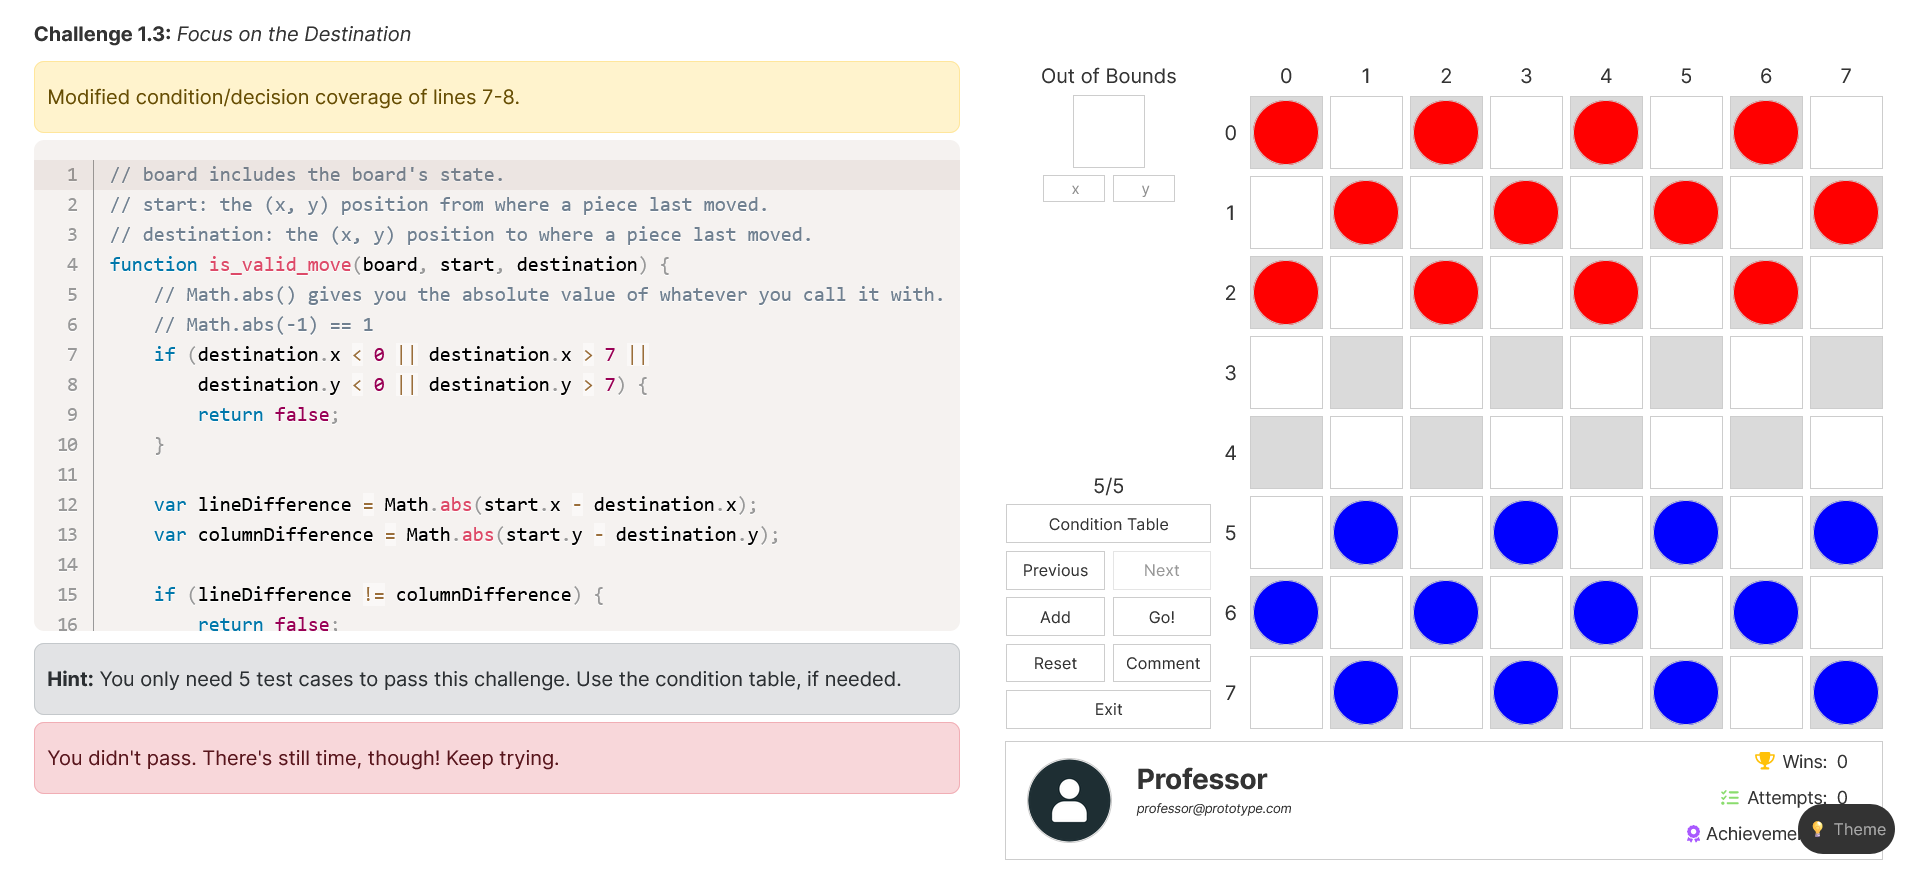 Challenge 1.3: Focus on the Destination
Modified condition/decision coverage of lines 7-8.
1 // board includes the board's state.
2 // start: the (x, y) position from where a piece last moved.
3 // destination: the (x, y) position to where a piece last moved.
4 function is_valid_move(board, start, destination) {
5 // Math.abs() gives you the absolute value of whatever you call it with.
6 // Math.abs(-1) == 1
7 if (destination.x < 0 || destination.x > 7 ||
8 destination.y < 0 || destination.y > 7) {
9 return false;
10 }
11
12 var lineDifference = Math.abs(start.x - destination.x);
13 var columnDifference = Math.abs(start.y - destination.y);
14
15 if (lineDifference != columnDifference) {
16 return false;
Hint: You only need 5 test cases to pass this challenge. Use the condition table, if needed.
You didn't pass. There's still time, though! Keep trying.
Out of Bounds
x y
5/5
Condition Table
Previous Next
Add Go!
Reset Comment
Exit
0 1 2 3 4 5 6 7
0
1
2
3
4
5
6
7
Professor
professor@prototype.com
Wins: 0
Attempts: 0
Theme